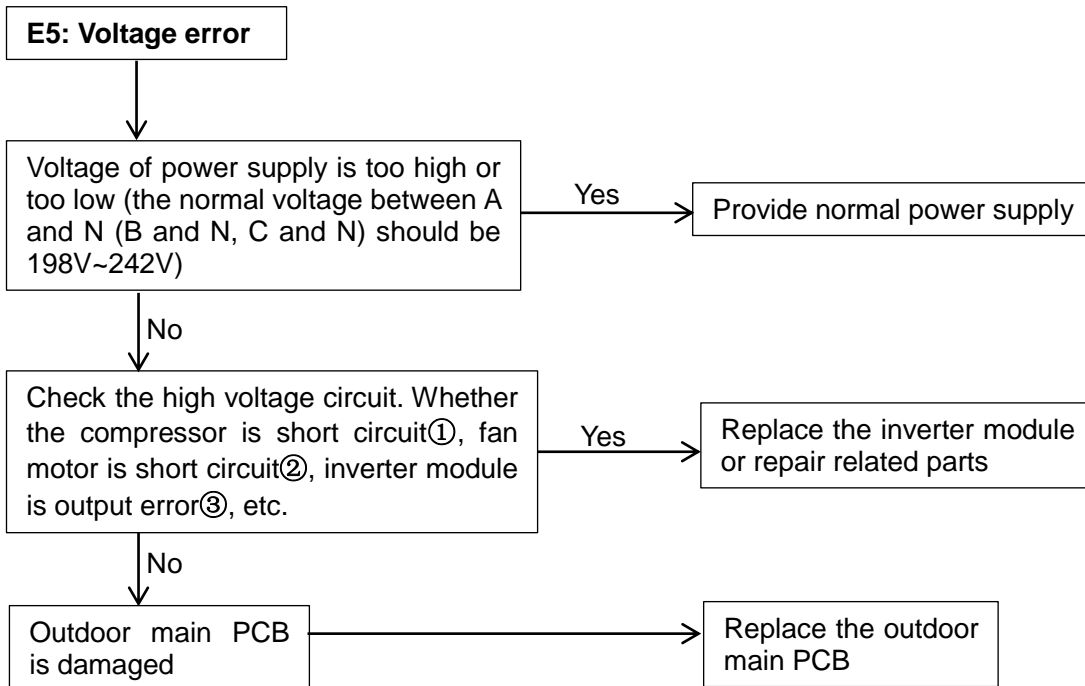 E5: Voltage error
Voltage of power supply is too high or
too low (the normal voltage between A
and N (B and N, C and N) should be
198V~242V)
Yes
Provide normal power supply
No
Check the high voltage circuit. Whether
the compressor is short circuit①, fan
motor is short circuit②, inverter module
is output error③, etc.
Yes
Replace the inverter module
or repair related parts
No
Outdoor main PCB
is damaged
Replace the outdoor
main PCB